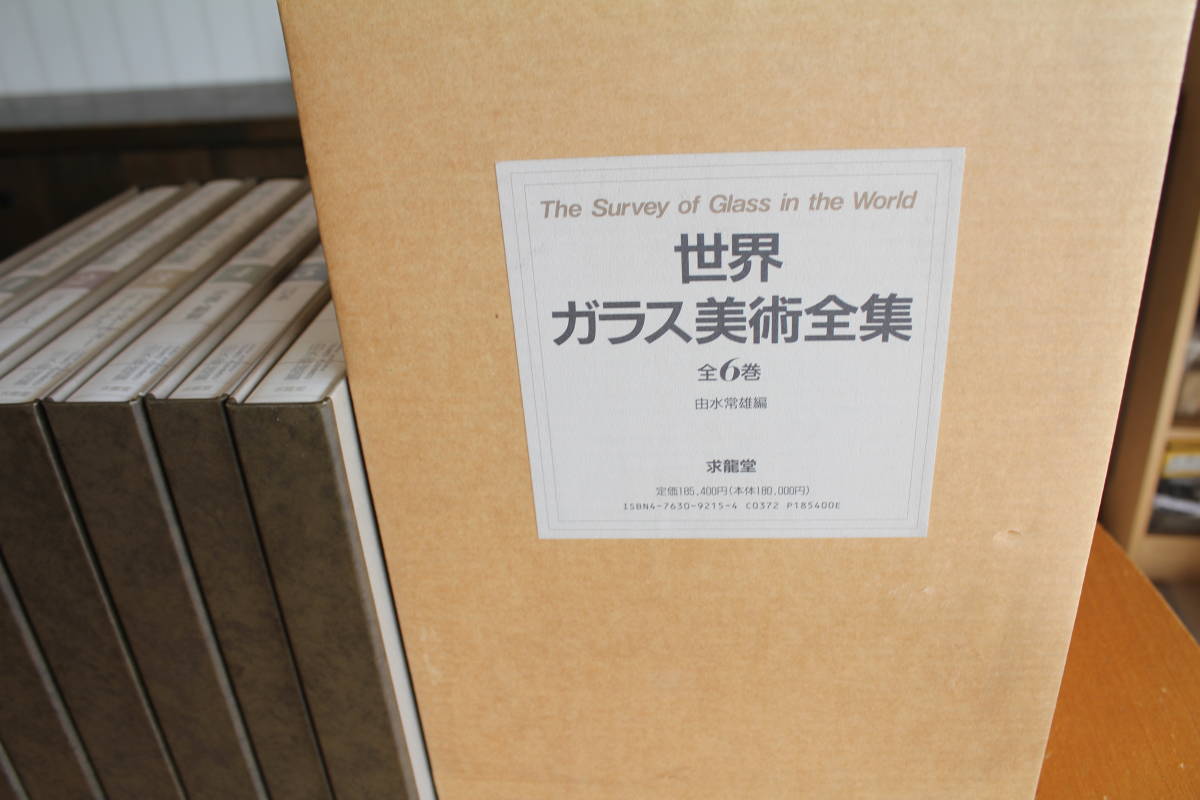 The Survey of Glass in the World
世界
ガラス美術全集
全6巻
由水常雄編
求龍堂
定価185,400円(本体180,000円)
ISBN4-7630-9215-4 C0372 P185400E